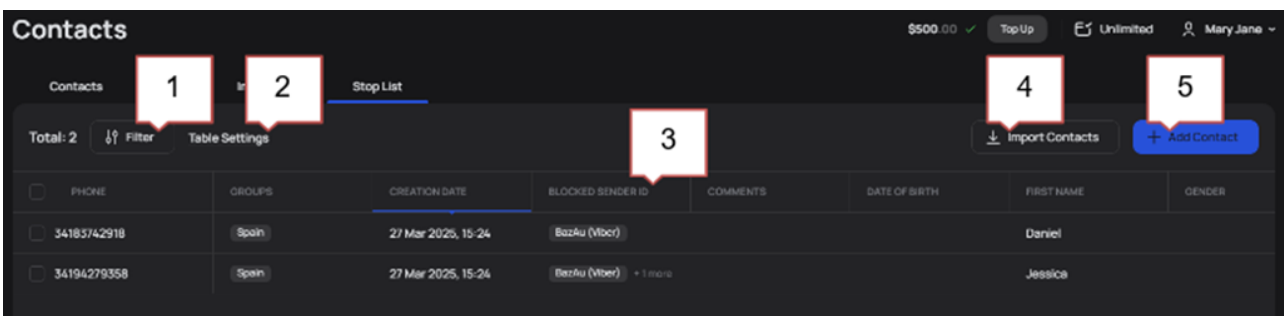 Contacts
$500.00 Top Up Unlimited Mary Jane
Contacts 1 2 Stop List 4 5
Total: 2 Filter Table Settings 3 Import Contacts + Add Contact
PHONE GROUPS CREATION DATE BLOCKED SENDER ID COMMENTS DATE OF BIRTH FIRST NAME GENDER
34183742918 Spain 27 Mar 2025, 15:24 BazAu (Viber) Daniel
34194279358 Spain 27 Mar 2025, 15:24 BazAu (Viber) + 1 more Jessica